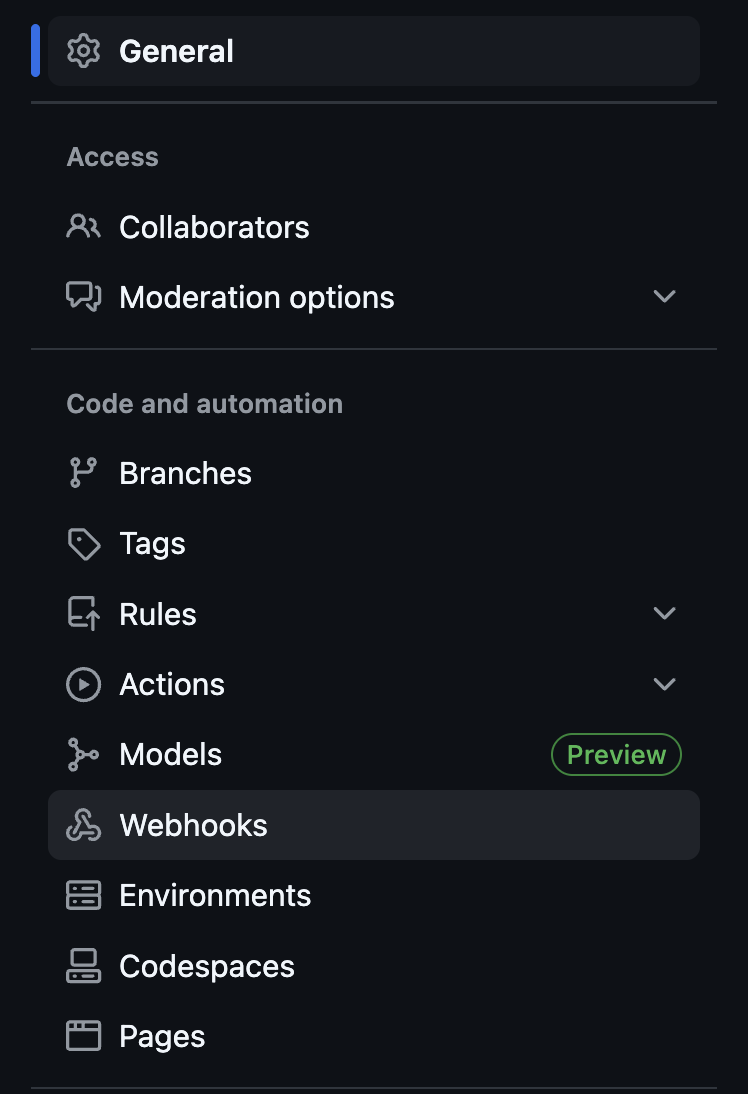 General
Access
Collaborators
Moderation options
Code and automation
Branches
Tags
Rules
Actions
Models Preview
Webhooks
Environments
Codespaces
Pages